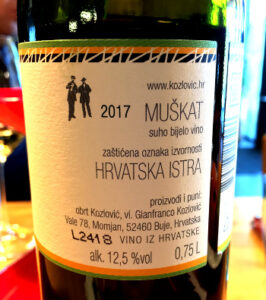 www.kozlovic.hr
2017 MUŠKAT
suho bijelo vino
zaštićena oznaka izvornosti
HRVATSKA ISTRA
proizvodi i puni:
obrt Kozlović, vl. Gianfranco Kozlović
Vale 78, Momjan, 52460 Buje, Hrvatska
L2418 VINO IZ HRVATSKE
alk. 12,5 %vol 0,75 L